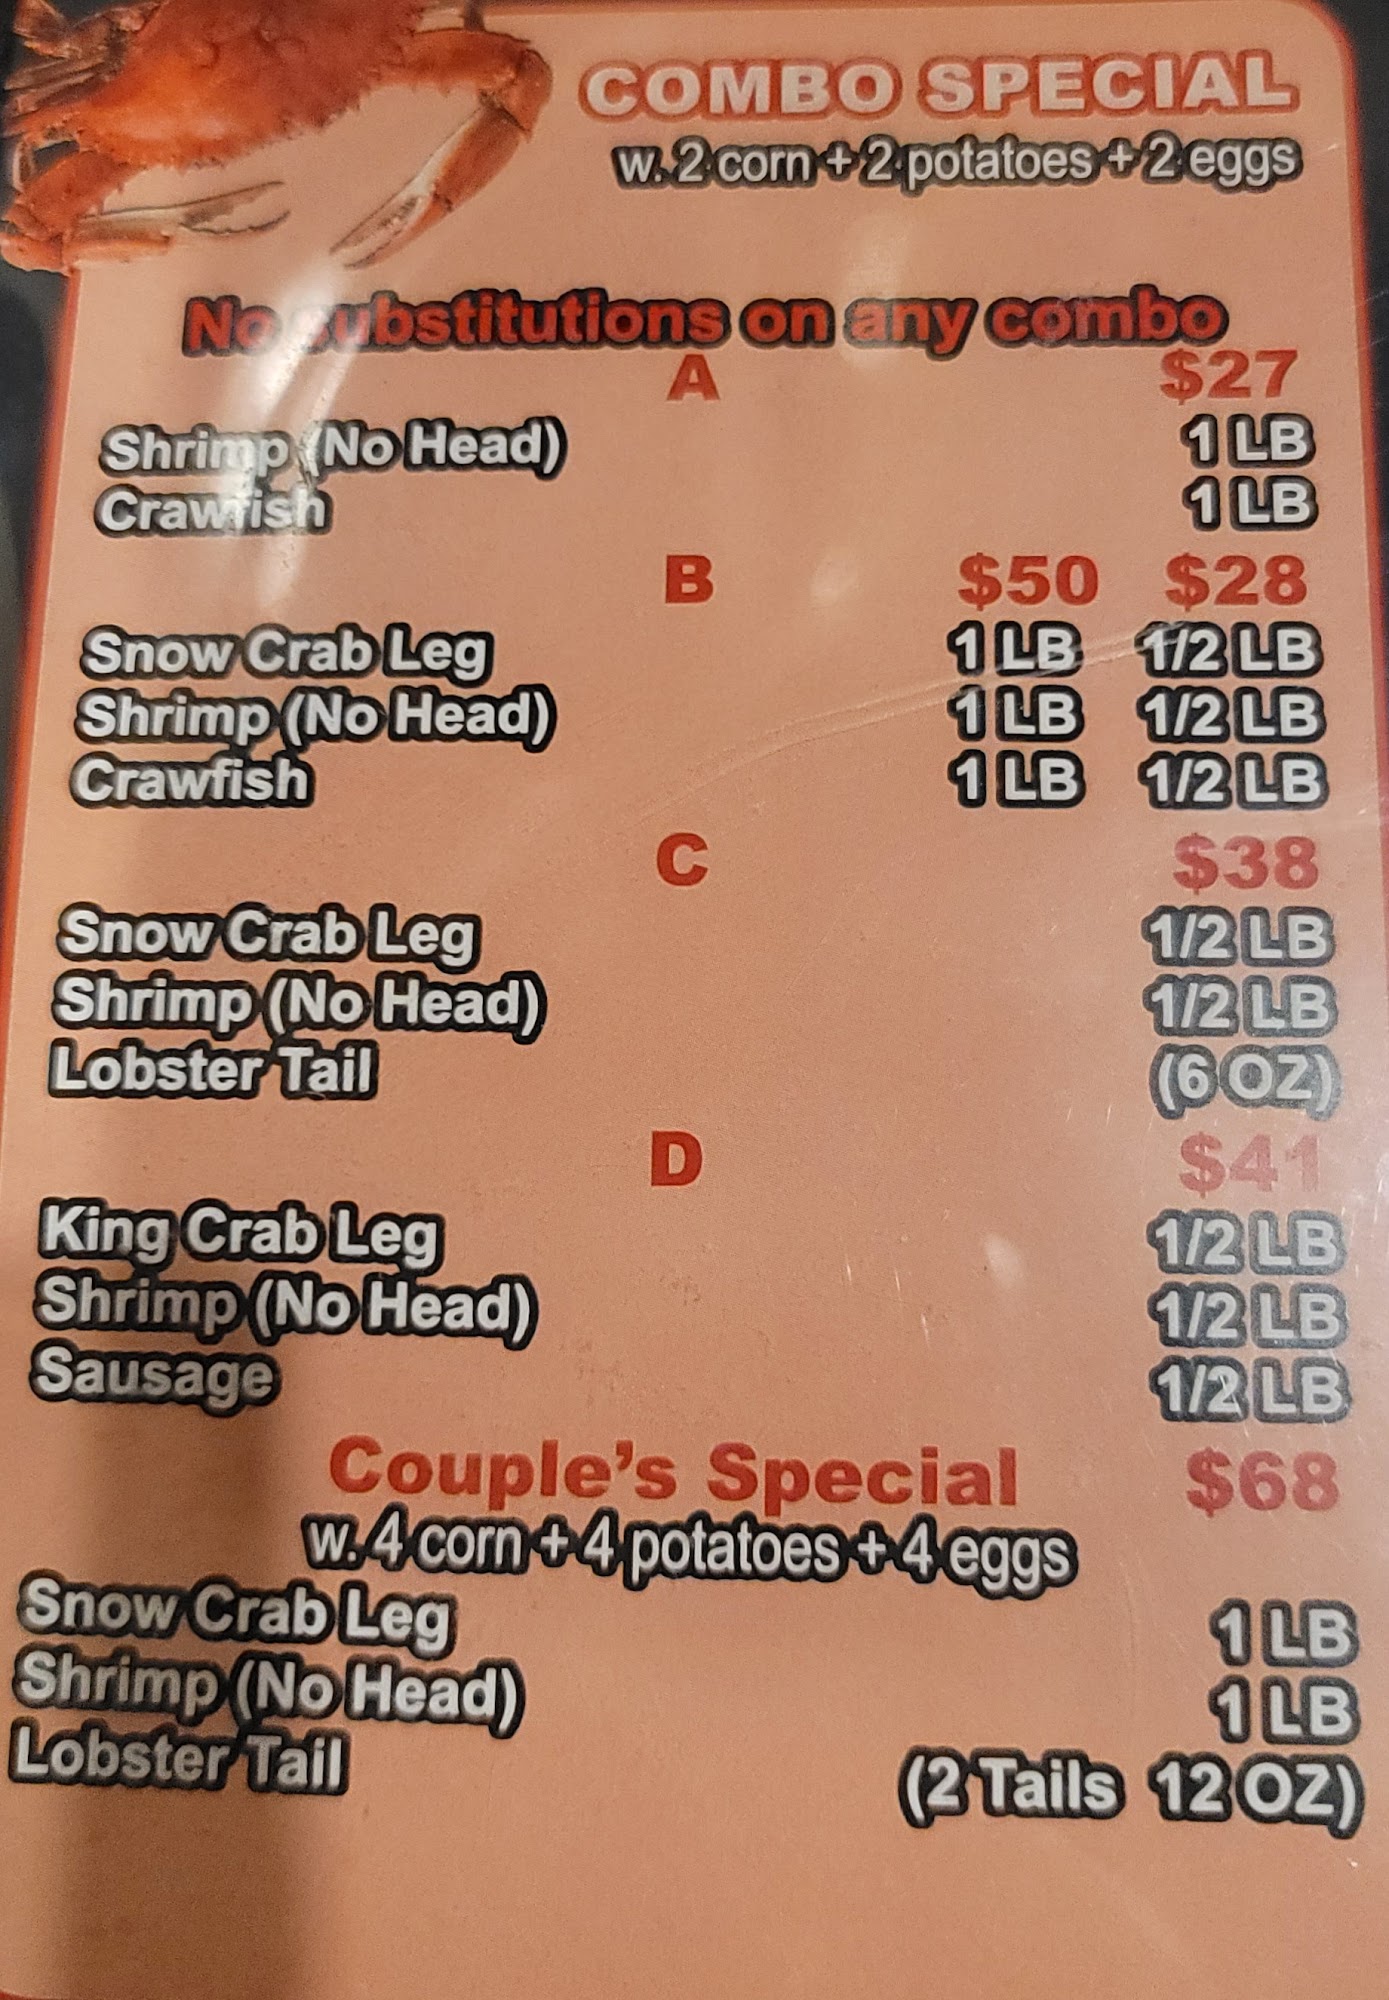 COMBO SPECIAL
w. 2 corn + 2 potatoes + 2 eggs
No substitutions on any combo
A $27
Shrimp (No Head) 1 LB
Crawfish 1 LB
B $50 $28
Snow Crab Leg 1 LB 1/2 LB
Shrimp (No Head) 1 LB 1/2 LB
Crawfish 1 LB 1/2 LB
C $38
Snow Crab Leg 1/2 LB
Shrimp (No Head) 1/2 LB
Lobster Tail (6 OZ)
D $41
King Crab Leg 1/2 LB
Shrimp (No Head) 1/2 LB
Sausage 1/2 LB
Couple's Special $68
w. 4 corn + 4 potatoes + 4 eggs
Snow Crab Leg 1 LB
Shrimp (No Head) 1 LB
Lobster Tail (2 Tails 12 OZ)